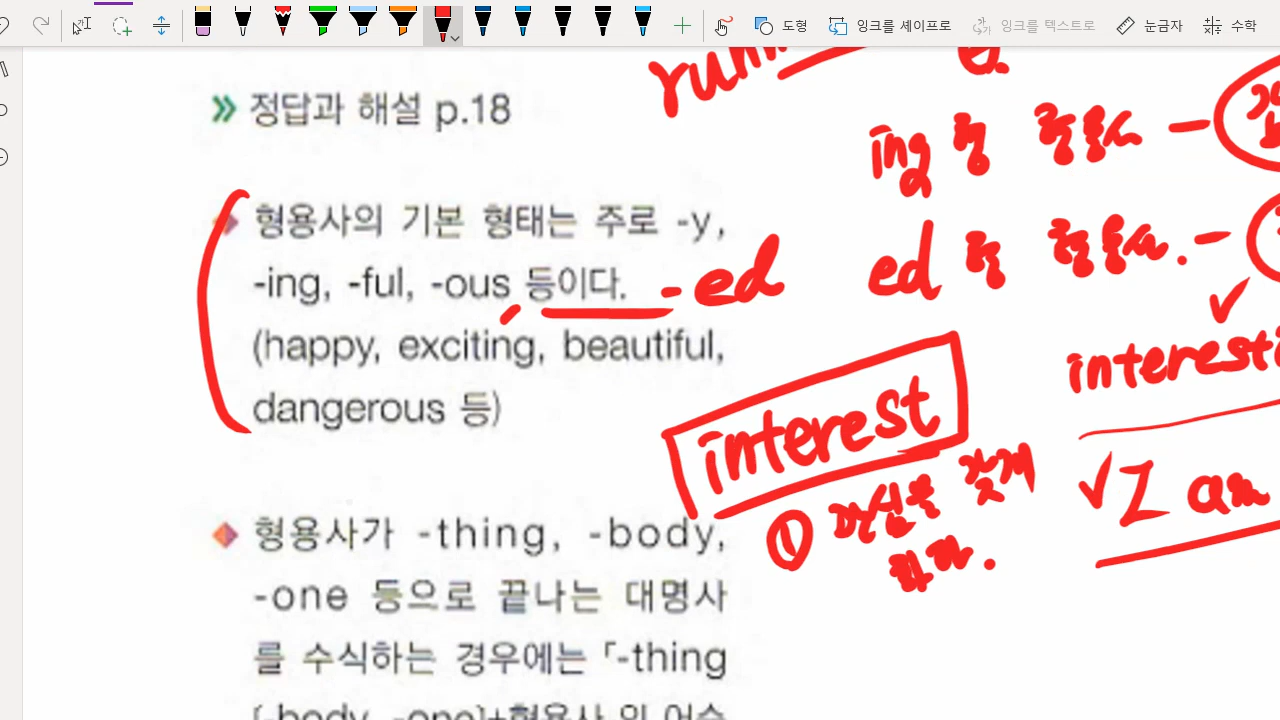 도형
잉크를 셰이프로
잉크를 텍스트로
눈금자
수학
정답과 해설 p.18
형용사의 기본 형태는 주로 -y,
-ing, -ful, -ous 등이다.
(happy, exciting, beautiful,
dangerous 등)
형용사가 -thing, -body,
-one 등으로 끝나는 대명사
를 수식하는 경우에는 「-thing
-ed
ing 형 형용사 -
ed 형 형용사. -
interest
① 관심을 갖게
하다.
√ I am